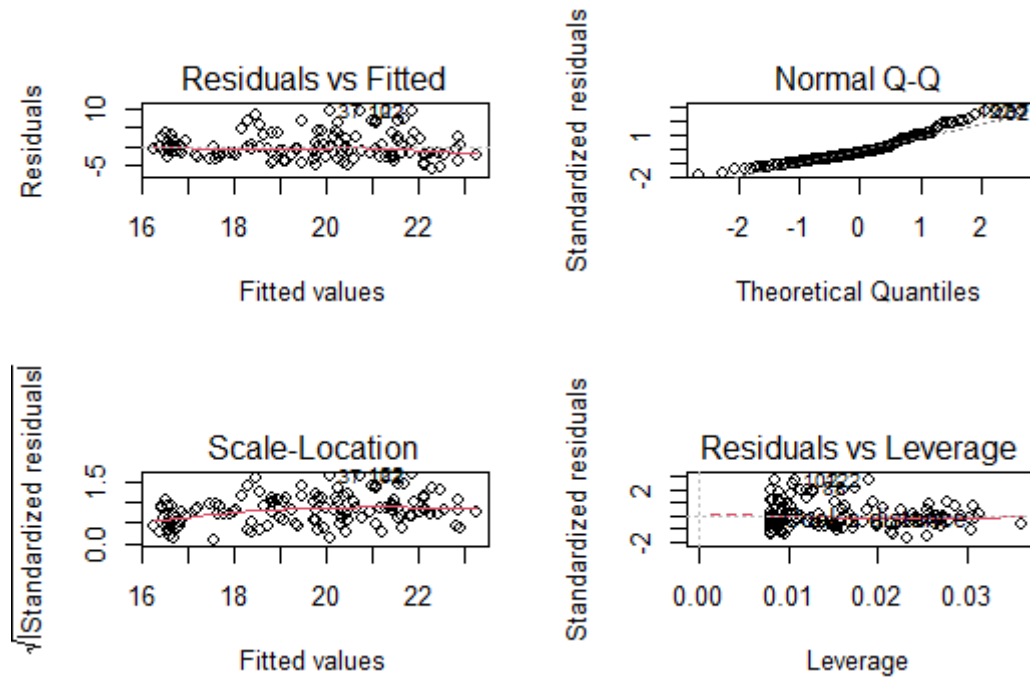 Residuals vs Fitted
Residuals
10
-5
37
16 18 20 22
Fitted values
Normal Q-Q
Standardized residuals
1
-2
-2 -1 0 1 2
Theoretical Quantiles
Scale-Location
√|Standardized residuals|
1.5
0.0
37
16 18 20 22
Fitted values
Residuals vs Leverage
Standardized residuals
2
-2
0.00 0.01 0.02 0.03
Leverage